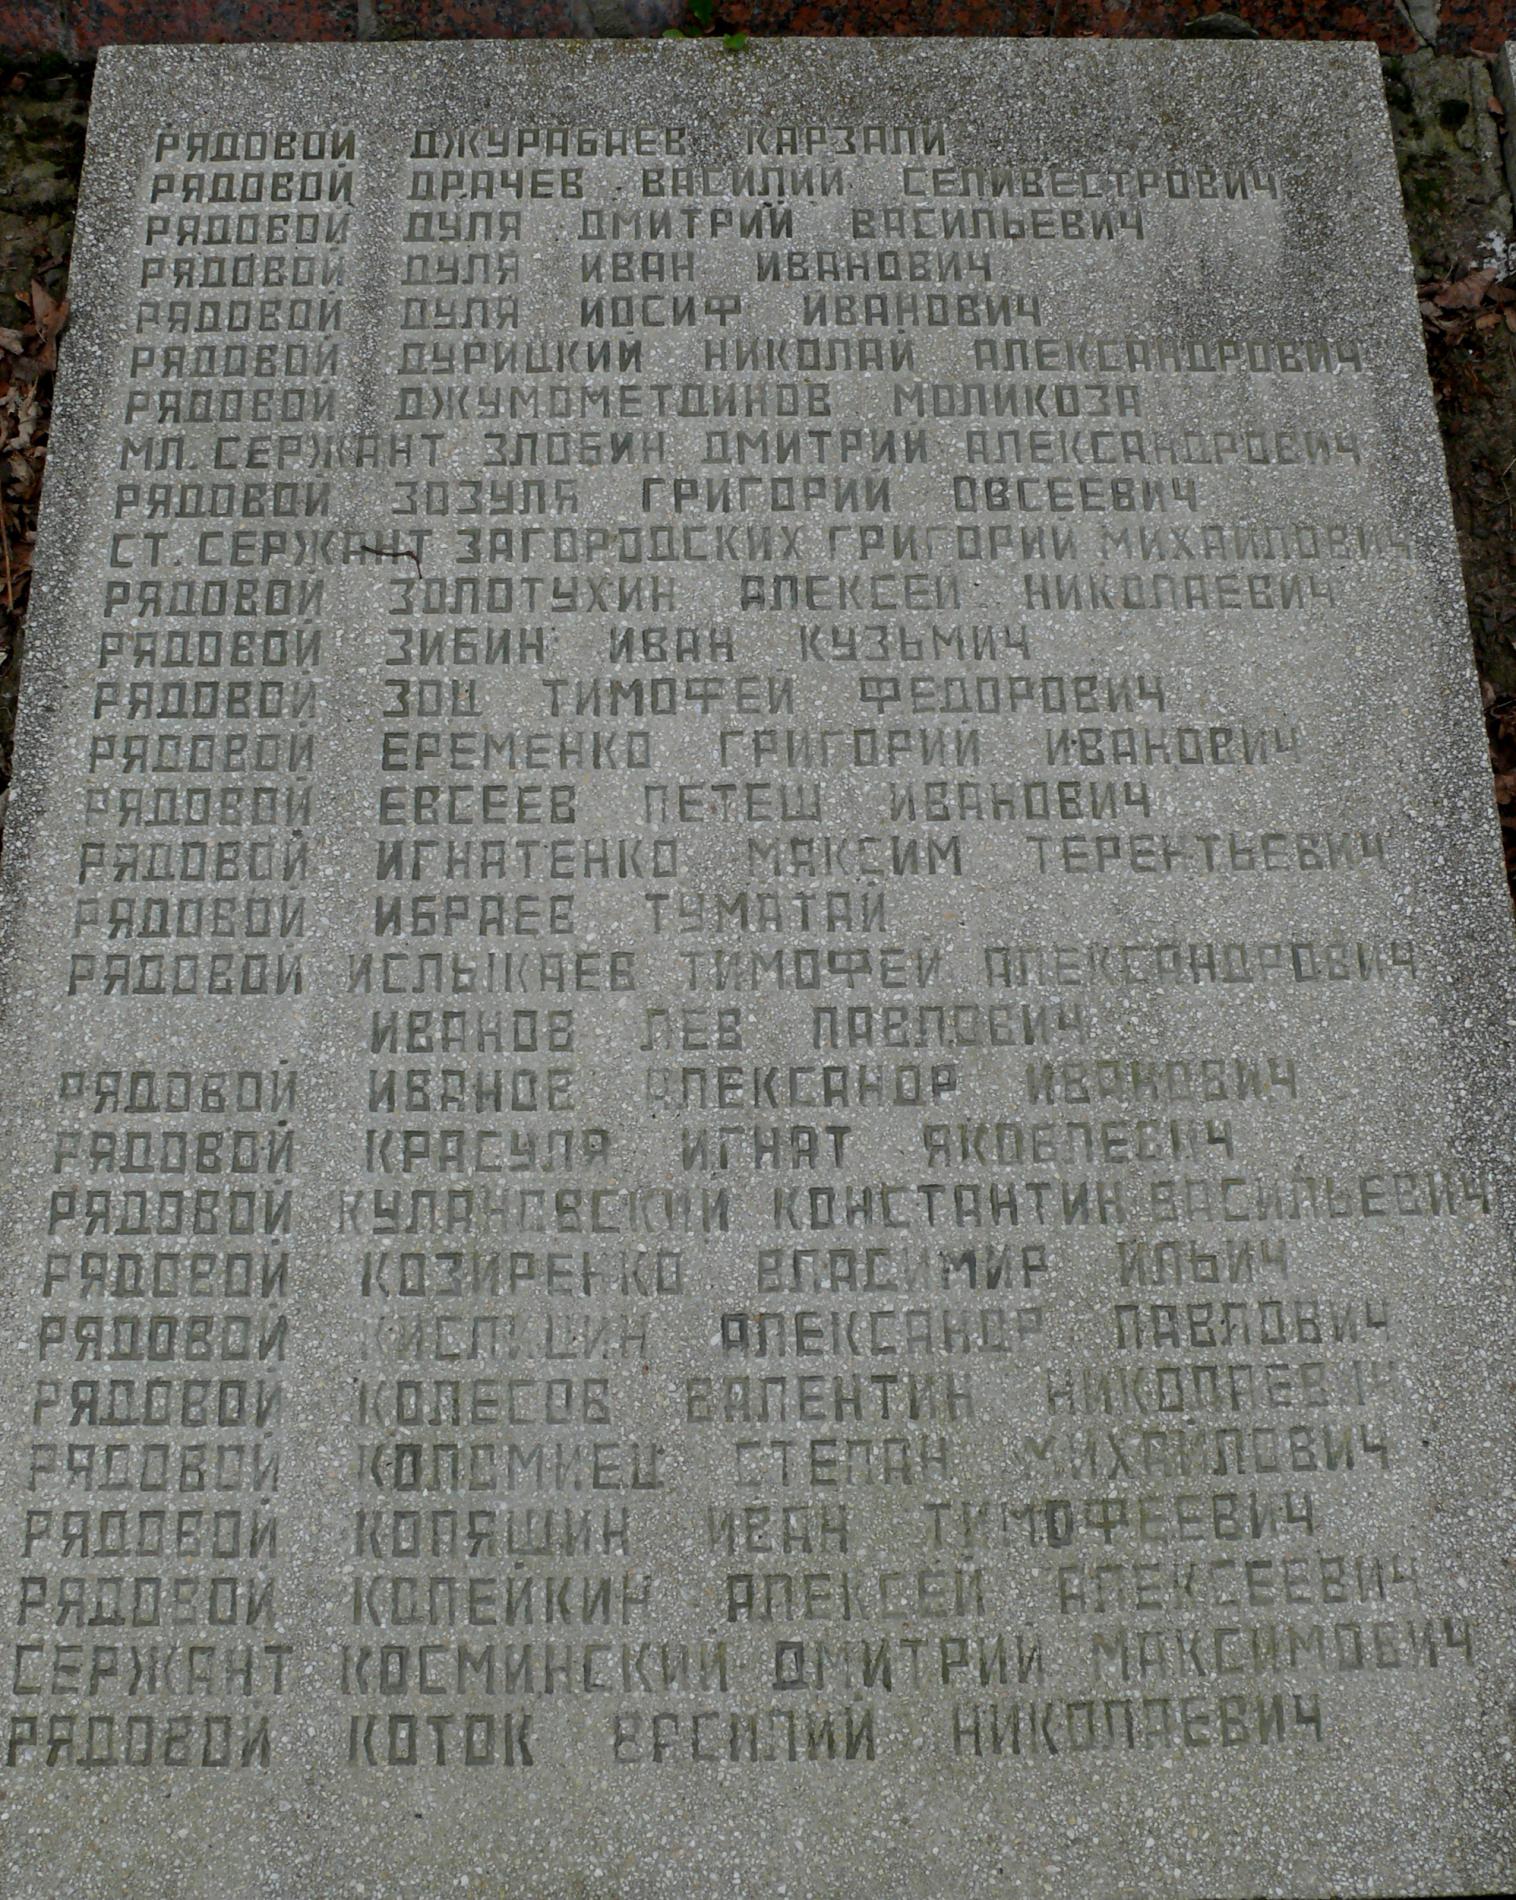 РЯДОВОЙ ДЖУРАБАЕВ КАРЗАЛИ
РЯДОВОЙ ДРАЧЕВ ВАСИЛИЙ СЕЛИВЕСТРОВИЧ
РЯДОВОЙ ДУЛЯ ДМИТРИЙ ВАСИЛЬЕВИЧ
РЯДОВОЙ ДУЛЯ ИВАН ИВАНОВИЧ
РЯДОВОЙ ДУЛЯ ИОСИФ ИВАНОВИЧ
РЯДОВОЙ ДУРИЦКИЙ НИКОЛАЙ АЛЕКСАНДРОВИЧ
РЯДОВОЙ ДЖУМОМЕТДИНОВ МОЛИКОЗА
МЛ. СЕРЖАНТ ЗЛОБИН ДМИТРИЙ АЛЕКСАНДРОВИЧ
РЯДОВОЙ ЗОЗУЛЯ ГРИГОРИЙ ОВСЕЕВИЧ
СТ. СЕРЖАНТ ЗАГОРОДСКИХ ГРИГОРИЙ МИХАЙЛОВИЧ
РЯДОВОЙ ЗОЛОТУХИН АЛЕКСЕЙ НИКОЛАЕВИЧ
РЯДОВОЙ ЗИБИН ИВАН КУЗЬМИЧ
РЯДОВОЙ ЗОЦ ТИМОФЕЙ ФЕДОРОВИЧ
РЯДОВОЙ ЕРЕМЕНКО ГРИГОРИЙ ИВАНОВИЧ
РЯДОВОЙ ЕВСЕЕВ ПЕТЕШ ИВАНОВИЧ
РЯДОВОЙ ИГНАТЕНКО МАКСИМ ТЕРЕНТЬЕВИЧ
РЯДОВОЙ ИБРАЕВ ТУМАТАЙ
РЯДОВОЙ ИСЛЫКАЕВ ТИМОФЕЙ АЛЕКСАНДРОВИЧ
ИВАНОВ ЛЕВ ПАВЛОВИЧ
РЯДОВОЙ ИВАНОВ АЛЕКСАНДР ИВАНОВИЧ
РЯДОВОЙ КРАСУЛЯ ИГНАТ ЯКОВЛЕВИЧ
РЯДОВОЙ КУЛАНОВСКИЙ КОНСТАНТИН ВАСИЛЬЕВИЧ
РЯДОВОЙ КОЗИРЕНКО ВЛАДИМИР ИЛЬИЧ
РЯДОВОЙ АЛЕКСАНДР ПАВЛОВИЧ
РЯДОВОЙ КОЛЕСОВ ВАЛЕНТИН НИКОЛАЕВИЧ
РЯДОВОЙ КОЛОМИЕЦ СТЕПАН МИХАЙЛОВИЧ
РЯДОВОЙ КОПЯШИН ИВАН ТИМОФЕЕВИЧ
РЯДОВОЙ КОПЕЙКИН АЛЕКСЕЙ АЛЕКСЕЕВИЧ
СЕРЖАНТ КОСМИНСКИЙ ДМИТРИЙ МАКСИМОВИЧ
РЯДОВОЙ КОТОК ВАСИЛИЙ НИКОЛАЕВИЧ